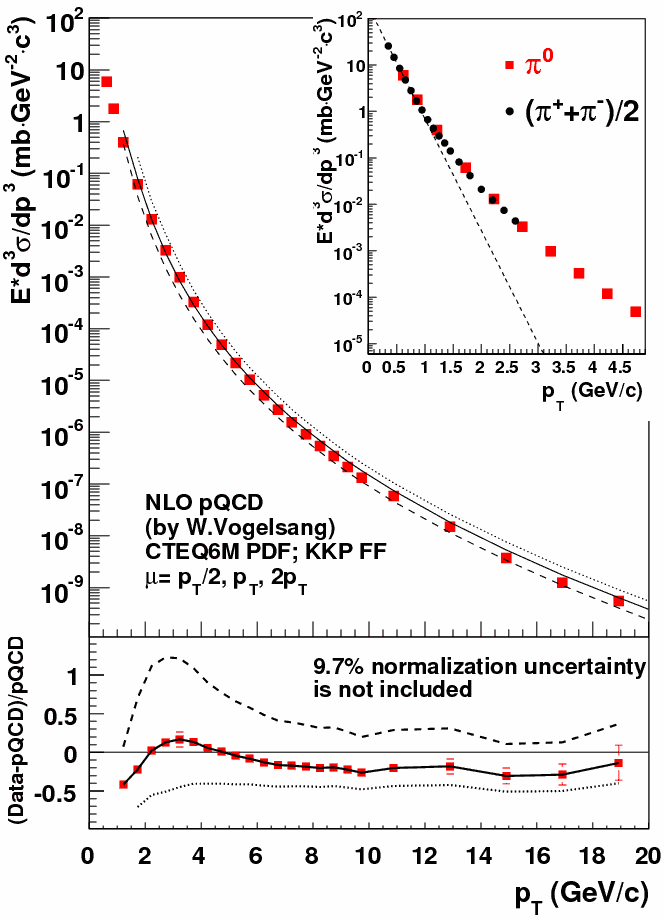 E*d³σ/dp³ (mb·GeV⁻²·c³)
10²
10
1
10⁻¹
10⁻²
10⁻³
10⁻⁴
10⁻⁵
10⁻⁶
10⁻⁷
10⁻⁸
10⁻⁹
NLO pQCD
(by W.Vogelsang)
CTEQ6M PDF; KKP FF
μ= p_T/2, p_T, 2p_T
E*d³σ/dp³ (mb·GeV⁻²·c³)
10²
10
1
10⁻¹
10⁻²
10⁻³
10⁻⁴
10⁻⁵
π⁰
(π⁺+π⁻)/2
0 0.5 1 1.5 2 2.5 3 3.5 4 4.5
p_T (GeV/c)
(Data-pQCD)/pQCD
1
0.5
0
-0.5
9.7% normalization uncertainty
is not included
0 2 4 6 8 10 12 14 16 18 20
p_T (GeV/c)